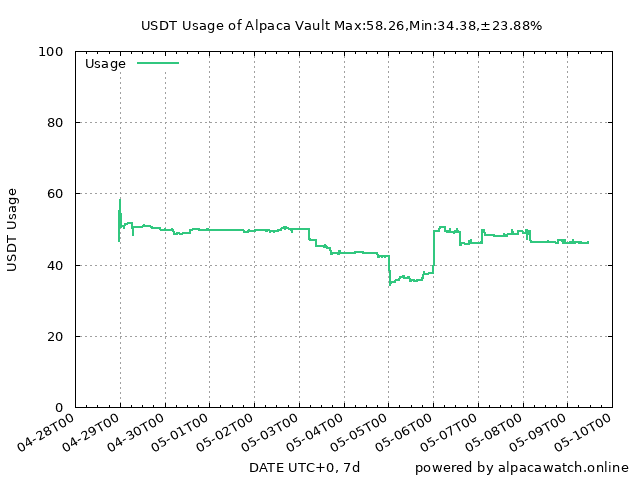 USDT Usage of Alpaca Vault Max:58.26,Min:34.38,±23.88%
Usage
100
80
60
40
20
0
USDT Usage
04-28T00
04-29T00
04-30T00
05-01T00
05-02T00
05-03T00
05-04T00
05-05T00
05-06T00
05-07T00
05-08T00
05-09T00
05-10T00
DATE UTC+0, 7d
powered by alpacawatch.online